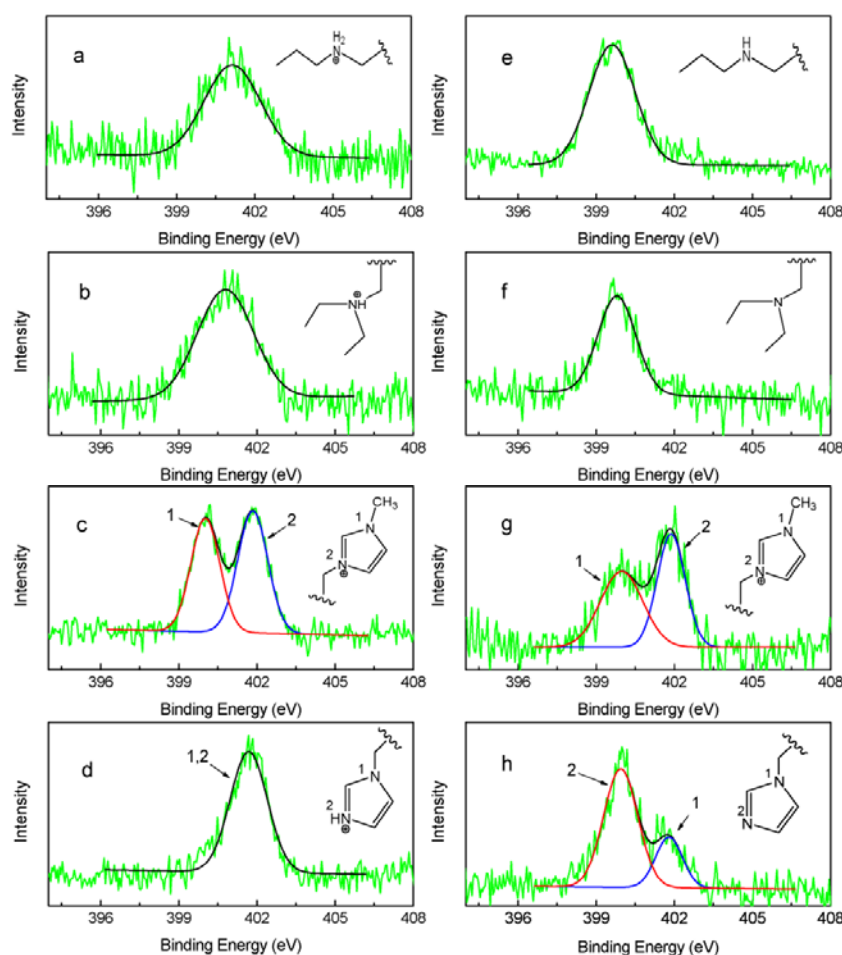 a
H2
N
⊕
Intensity
396 399 402 405 408
Binding Energy (eV)
e
H
N
Intensity
396 399 402 405 408
Binding Energy (eV)
b
NH
⊕
Intensity
396 399 402 405 408
Binding Energy (eV)
f
N
Intensity
396 399 402 405 408
Binding Energy (eV)
c
1
2
CH3
1
N
2
N
⊕
Intensity
396 399 402 405 408
Binding Energy (eV)
g
1
2
CH3
1
N
2
N
⊕
Intensity
396 399 402 405 408
Binding Energy (eV)
d
1,2
1
N
2
HN
⊕
Intensity
396 399 402 405 408
Binding Energy (eV)
h
2
1
1
N
2
N
Intensity
396 399 402 405 408
Binding Energy (eV)